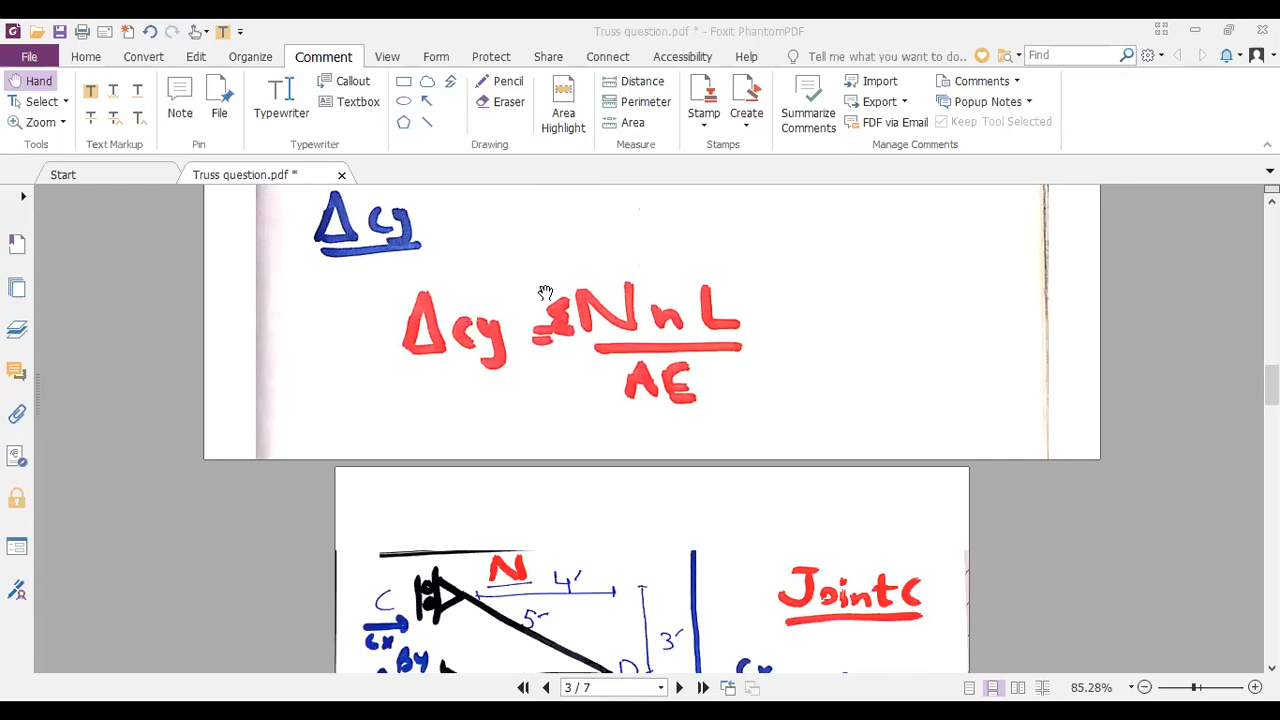 Truss question.pdf * - Foxit PhantomPDF
File Home Convert Edit Organize Comment View Form Protect Share Connect Accessibility Help Tell me what you want to do... Find
Hand
Select
Zoom
Tools
Text Markup
Note
File
Pin
Typewriter
Callout
Textbox
Typewriter
Pencil
Eraser
Area Highlight
Drawing
Distance
Perimeter
Area
Measure
Stamp
Create
Stamps
Summarize Comments
Import
Export
FDF via Email
Comments
Popup Notes
Keep Tool Selected
Manage Comments
Start Truss question.pdf *
Δcy
Δcy = Σ N n L
AE
N
4'
Joint C
C
5'
3'
Cx
By
D
Cx
3 / 7
85.28%